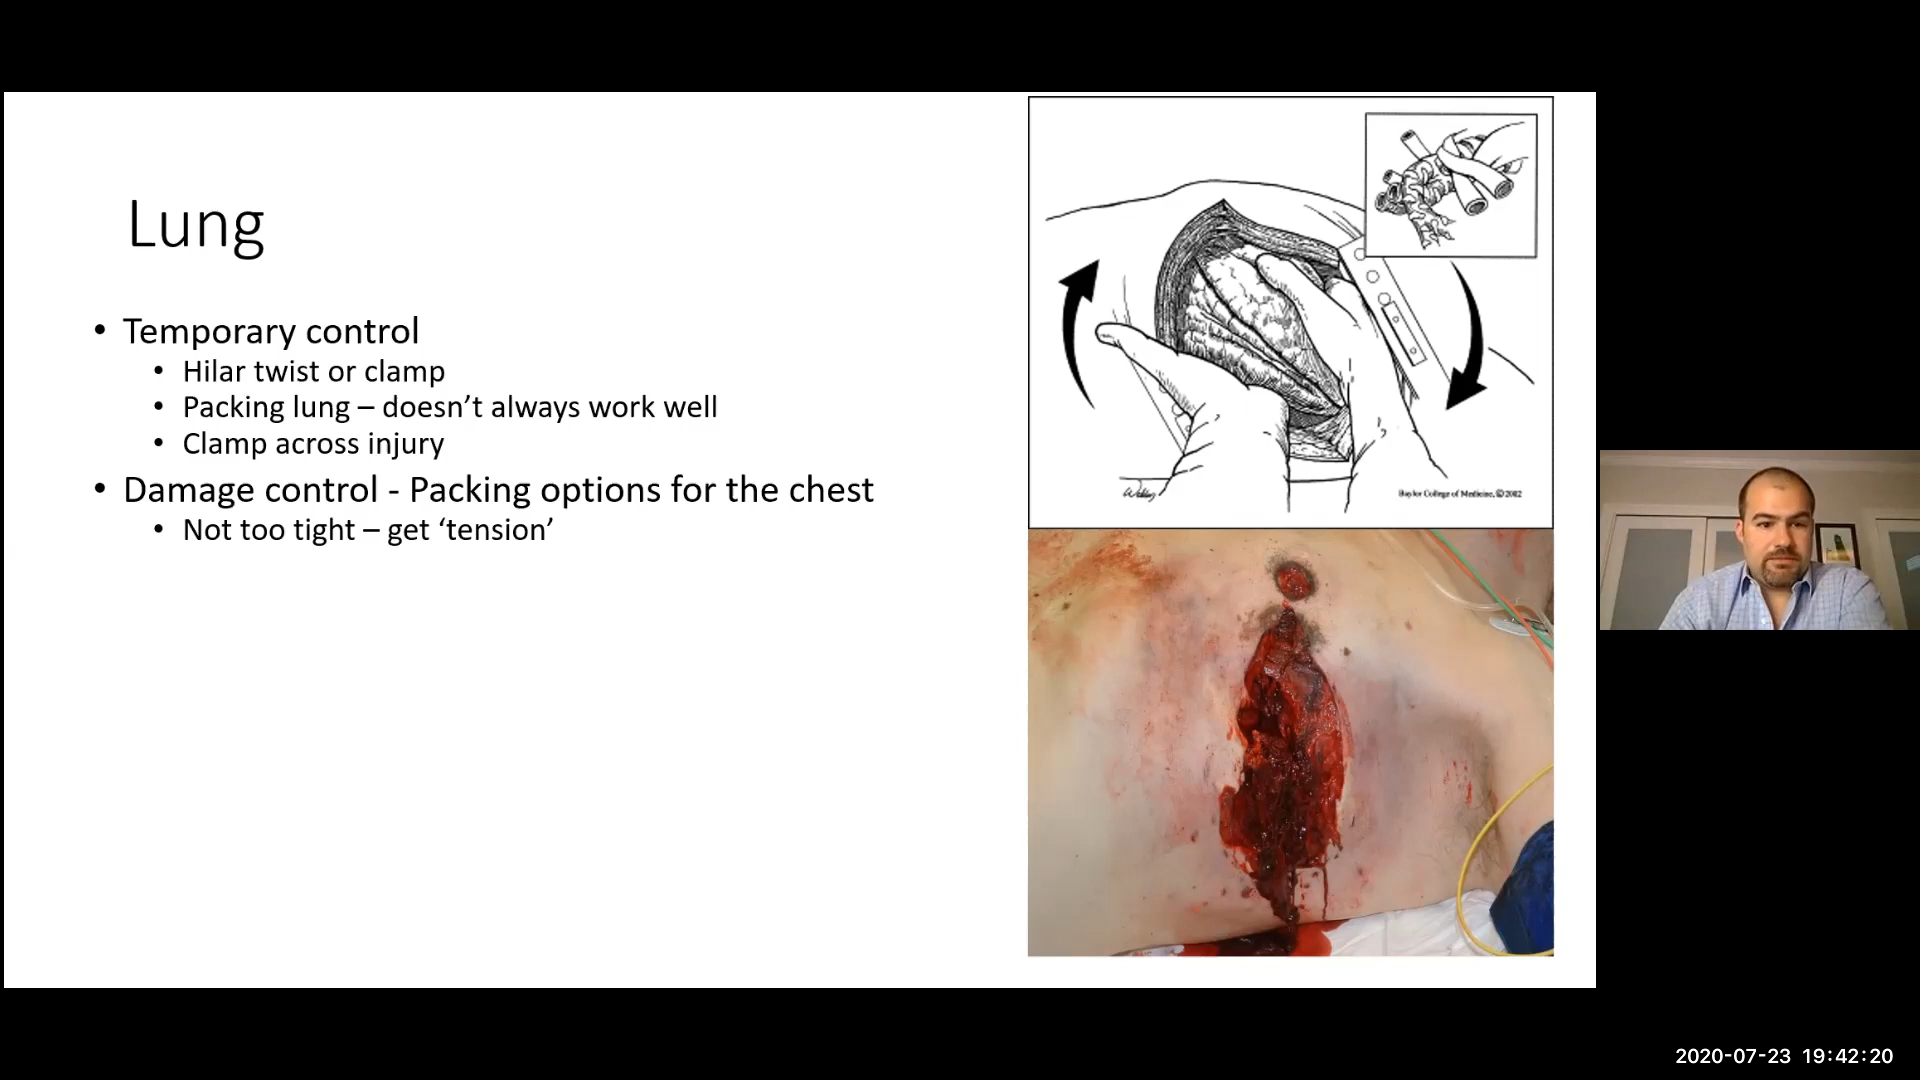 Lung
• Temporary control
• Hilar twist or clamp
• Packing lung – doesn’t always work well
• Clamp across injury
• Damage control - Packing options for the chest
• Not too tight – get ‘tension’
Baylor College of Medicine, © 2002
2020-07-23 19:42:20